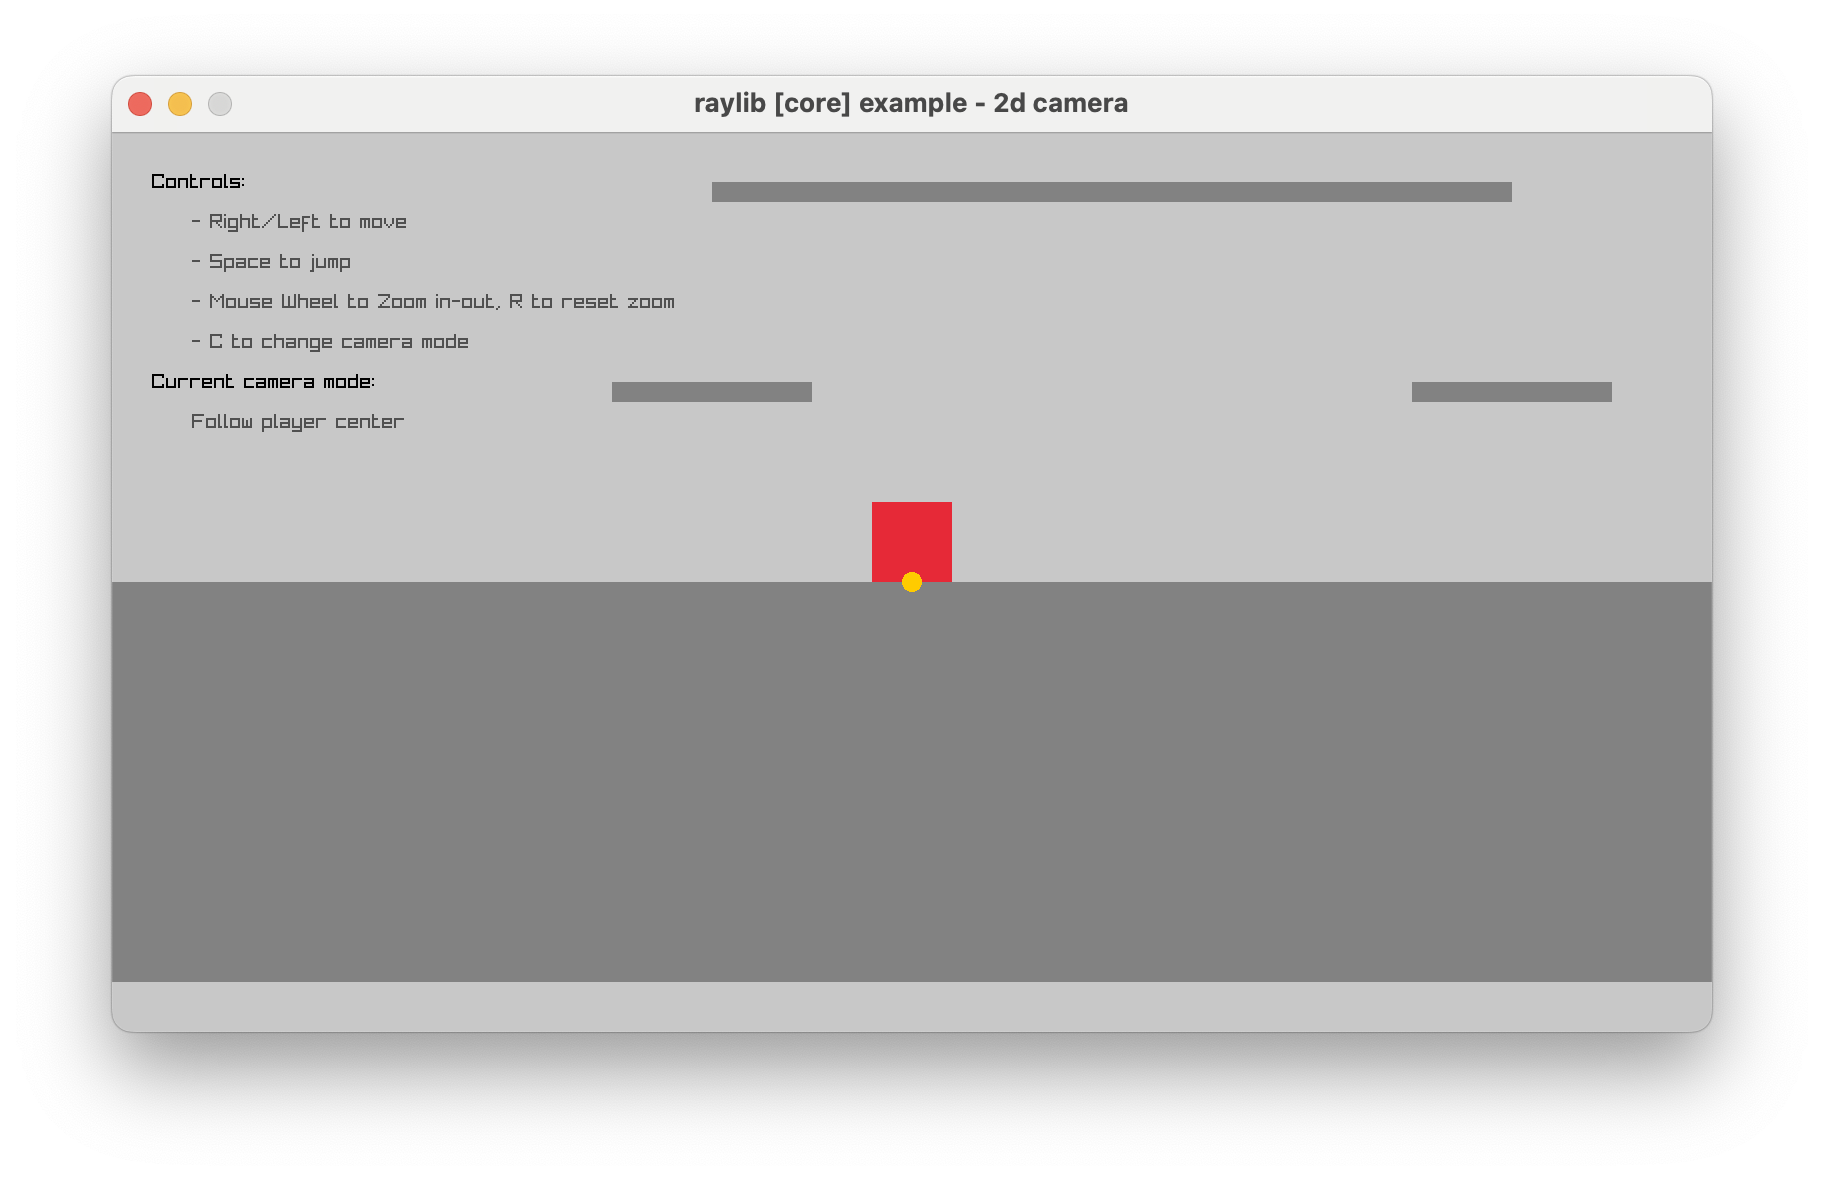 raylib [core] example - 2d camera
Controls:
- Right/Left to move
- Space to jump
- Mouse Wheel to Zoom in-out, R to reset zoom
- C to change camera mode
Current camera mode:
Follow player center